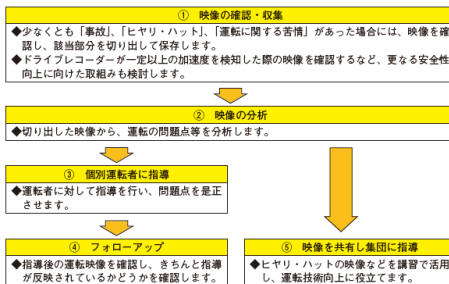 ① 映像の確認・収集
◆少なくとも「事故」、「ヒヤリ・ハット」、「運転に関する苦情」があった場合には、映像を確
認し、該当部分を切り出して保存します。
◆ドライブレコーダーが一定以上の加速度を検知した際の映像を確認するなど、更なる安全性
向上に向けた取組みも検討します。
② 映像の分析
◆切り出した映像から、運転の問題点等を分析します。
③ 個別運転者に指導
◆運転者に対して指導を行い、問題点を是正
させます。
④ フォローアップ
◆指導後の運転映像を確認し、きちんと指導
が反映されているかどうかを確認します。
⑤ 映像を共有し集団に指導
◆ヒヤリ・ハットの映像などを講習で活用
し、運転技術向上に役立てます。